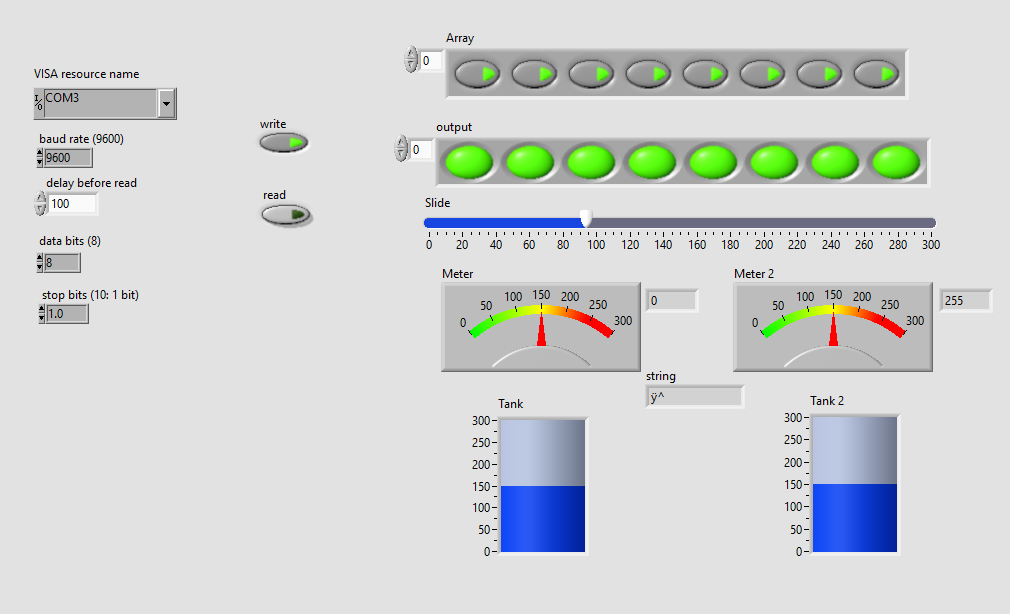 VISA resource name
I/O COM3
baud rate (9600)
9600
delay before read
100
data bits (8)
8
stop bits (10: 1 bit)
1.0
write
read
Array
0
output
0
Slide
0 20 40 60 80 100 120 140 160 180 200 220 240 260 280 300
Meter
0 50 100 150 200 250 300
0
Meter 2
0 50 100 150 200 250 300
255
string
ÿ^
Tank
300
250
200
150
100
50
0
Tank 2
300
250
200
150
100
50
0